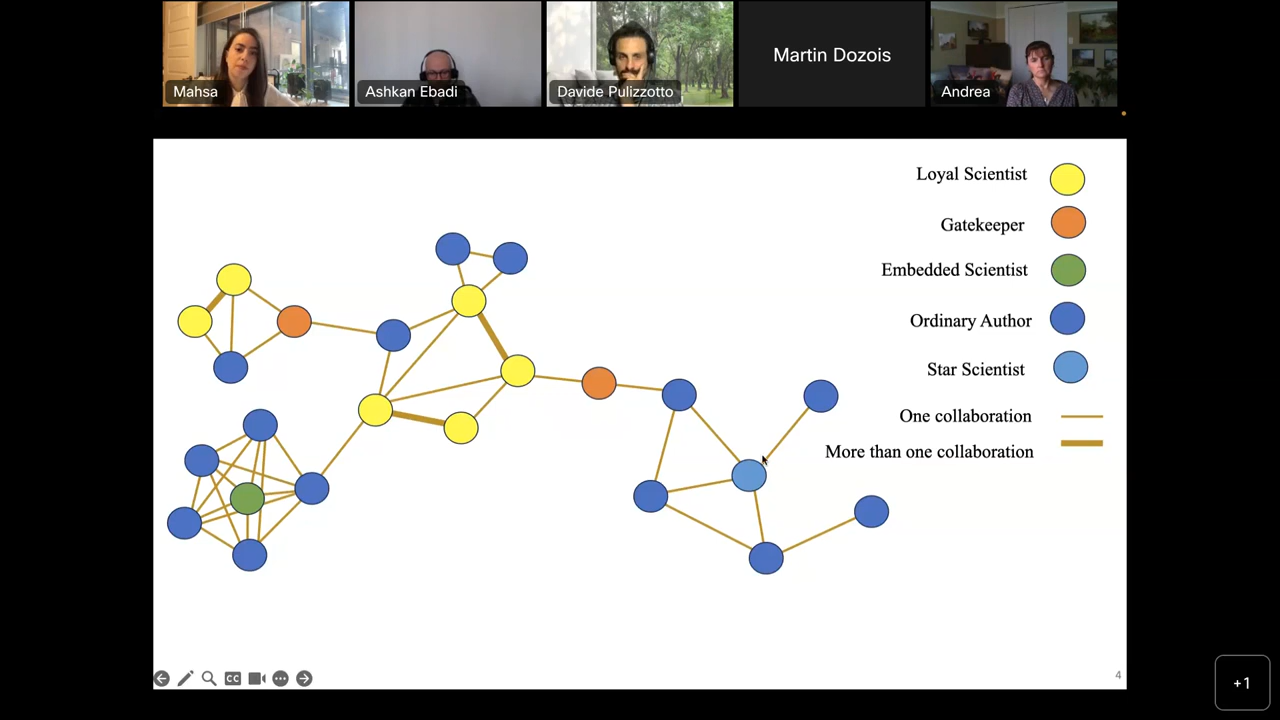 Mahsa
Ashkan Ebadi
Davide Pulizzotto
Martin Dozois
Andrea
Loyal Scientist
Gatekeeper
Embedded Scientist
Ordinary Author
Star Scientist
One collaboration
More than one collaboration
CC
4
+1